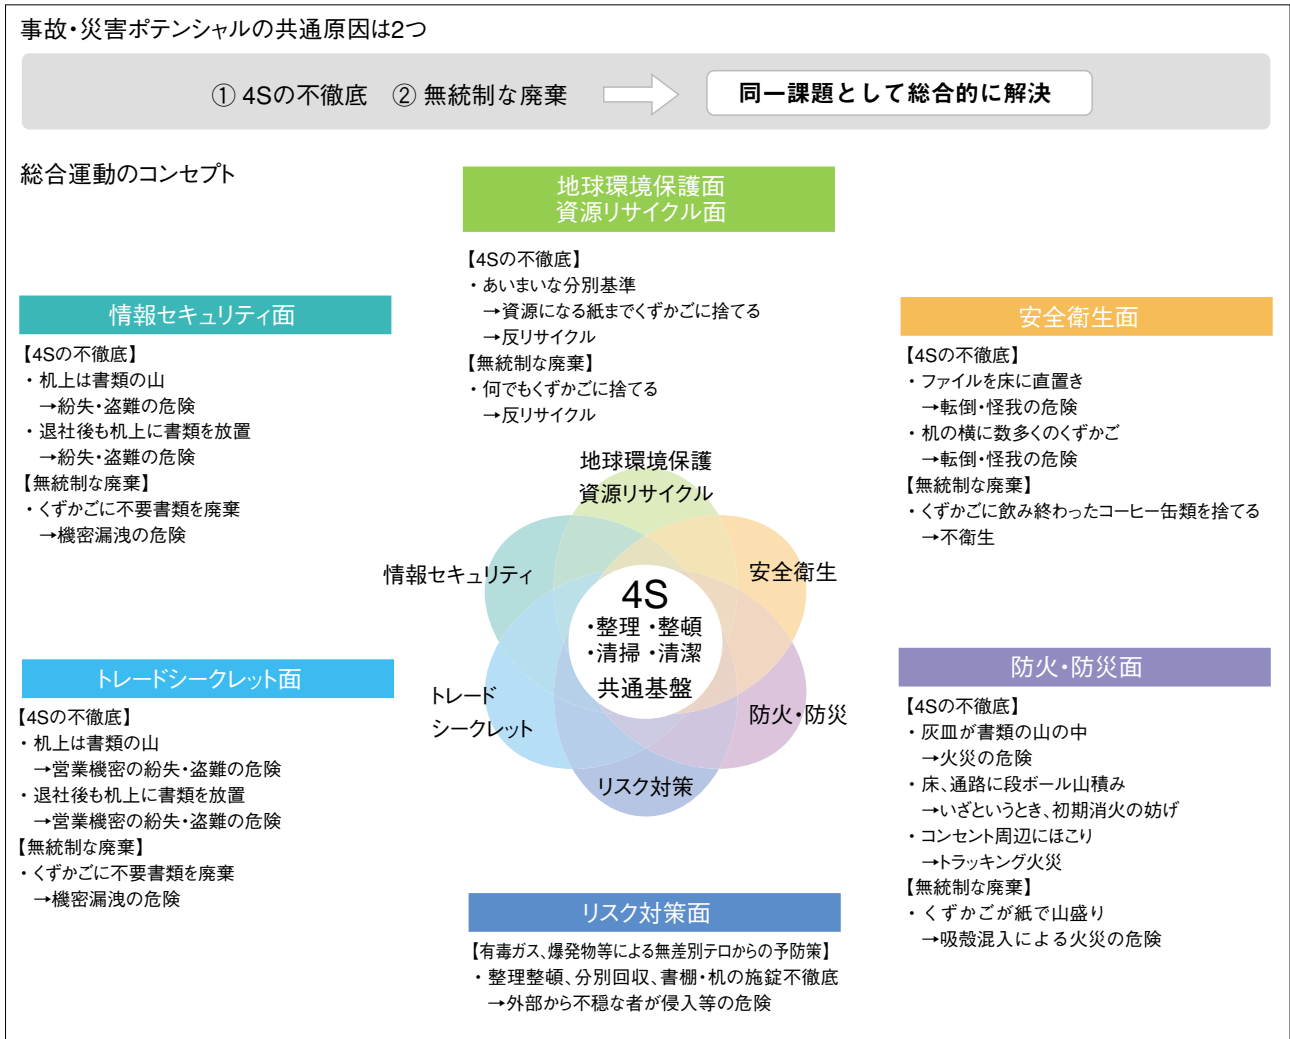 事故・災害ポテンシャルの共通原因は2つ
① 4Sの不徹底　② 無統制な廃棄
同一課題として総合的に解決
総合運動のコンセプト
地球環境保護面
資源リサイクル面
【4Sの不徹底】
・あいまいな分別基準
→資源になる紙までくずかごに捨てる
→反リサイクル
【無統制な廃棄】
・何でもくずかごに捨てる
→反リサイクル
情報セキュリティ面
【4Sの不徹底】
・机上は書類の山
→紛失・盗難の危険
・退社後も机上に書類を放置
→紛失・盗難の危険
【無統制な廃棄】
・くずかごに不要書類を廃棄
→機密漏洩の危険
安全衛生面
【4Sの不徹底】
・ファイルを床に直置き
→転倒・怪我の危険
・机の横に数多くのくずかご
→転倒・怪我の危険
【無統制な廃棄】
・くずかごに飲み終わったコーヒー缶類を捨てる
→不衛生
地球環境保護
資源リサイクル
情報セキュリティ
安全衛生
4S
・整理 ・整頓
・清掃 ・清潔
共通基盤
トレード
シークレット
防火・防災
リスク対策
トレードシークレット面
【4Sの不徹底】
・机上は書類の山
→営業機密の紛失・盗難の危険
・退社後も机上に書類を放置
→営業機密の紛失・盗難の危険
【無統制な廃棄】
・くずかごに不要書類を廃棄
→機密漏洩の危険
防火・防災面
【4Sの不徹底】
・灰皿が書類の山の中
→火災の危険
・床、通路に段ボール山積み
→いざというとき、初期消火の妨げ
・コンセント周辺にほこり
→トラッキング火災
【無統制な廃棄】
・くずかごが紙で山盛り
→吸殻混入による火災の危険
リスク対策面
【有毒ガス、爆発物等による無差別テロからの予防策】
・整理整頓、分別回収、書棚・机の施錠不徹底
→外部から不穏な者が侵入等の危険